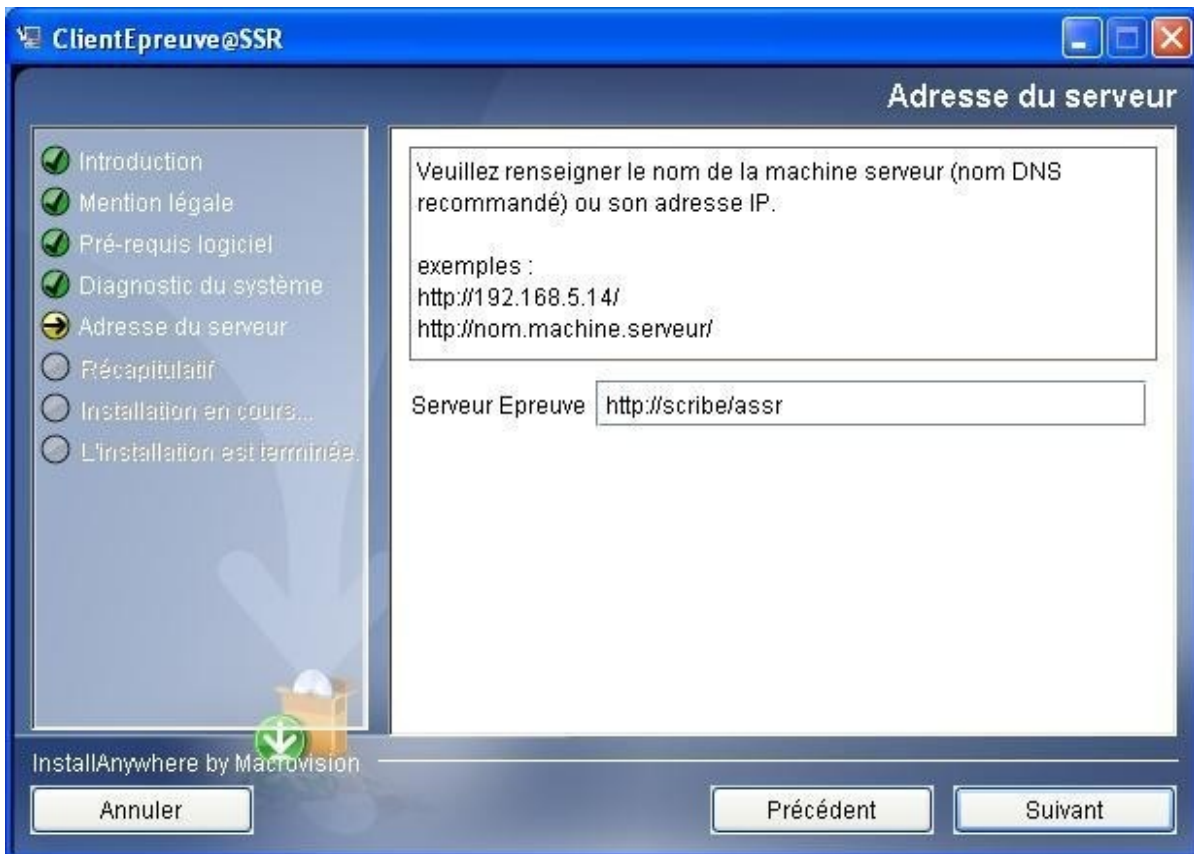 ClientEpreuve@SSR
Adresse du serveur
Introduction
Mention légale
Pré-requis logiciel
Diagnostic du système
Adresse du serveur
Récapitulatif
Installation en cours...
L'installation est terminée.
Veuillez renseigner le nom de la machine serveur (nom DNS
recommandé) ou son adresse IP.
exemples :
http://192.168.5.14/
http://nom.machine.serveur/
Serveur Epreuve
http://scribe/assr
InstallAnywhere by Macrovision
Annuler
Précédent
Suivant